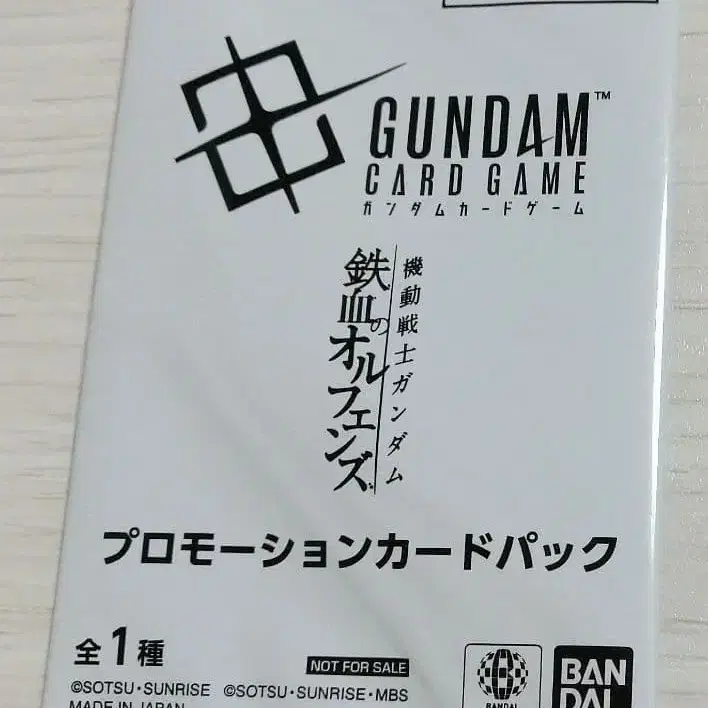 GUNDAM™
CARD GAME
ガンダムカードゲーム
機動戦士ガンダム
鉄血のオルフェンズ
プロモーションカードパック
全1種
NOT FOR SALE
©SOTSU・SUNRISE ©SOTSU・SUNRISE・MBS
MADE IN JAPAN
BANDAI
BAN
DAI